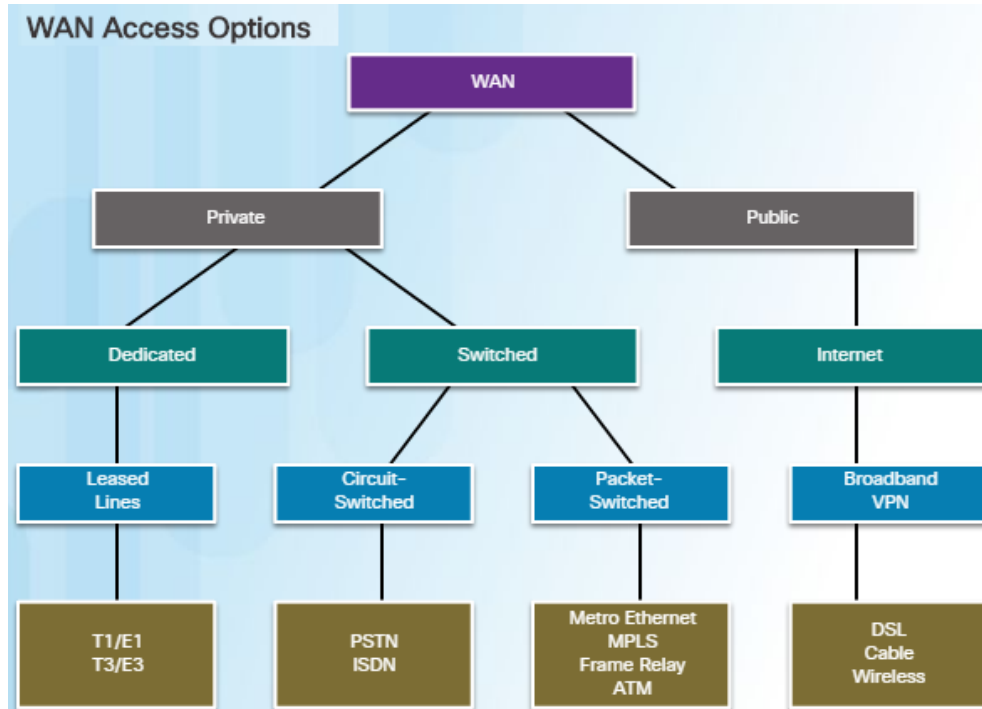 WAN Access Options
WAN
Private
Public
Dedicated
Switched
Internet
Leased
Lines
Circuit-
Switched
Packet-
Switched
Broadband
VPN
T1/E1
T3/E3
PSTN
ISDN
Metro Ethernet
MPLS
Frame Relay
ATM
DSL
Cable
Wireless